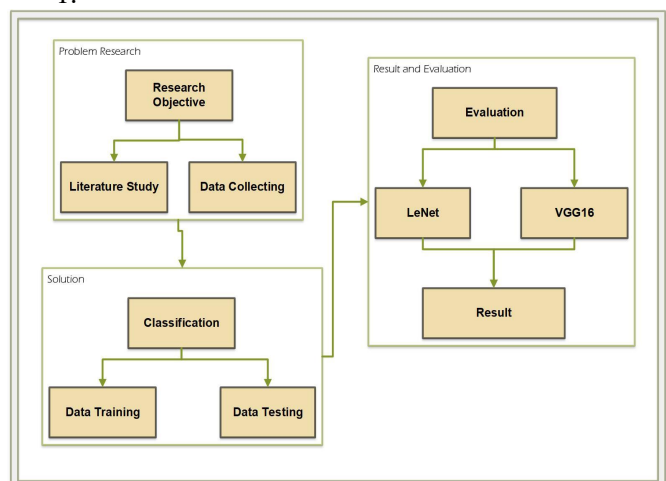 1.
Problem Research
Research
Objective
Literature Study
Data Collecting
Solution
Classification
Data Training
Data Testing
Result and Evaluation
Evaluation
LeNet
VGG16
Result